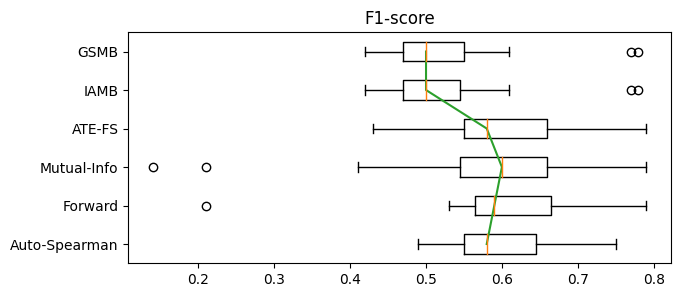 F1-score
GSMB
IAMB
ATE-FS
Mutual-Info
Forward
Auto-Spearman
0.2 0.3 0.4 0.5 0.6 0.7 0.8